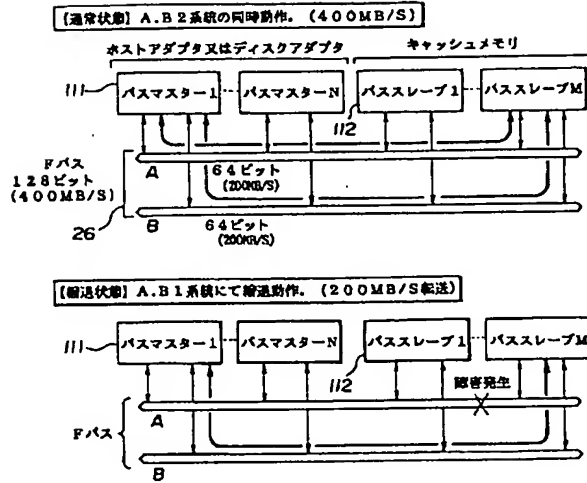 【通常状態】A.B2系統の同時動作。(400MB/S)
ホストアダプタ又はディスクアダプタ
キャッシュメモリ
111
バスマスター1
バスマスターN
112
バススレーブ1
バススレーブM
Fバス
128ビット
(400MB/S)
26
A
64ビット
(200MB/S)
B
64ビット
(200MB/S)
【縮退状態】A.B1系統にて縮退動作。(200MB/S転送)
111
バスマスター1
バスマスターN
112
バススレーブ1
バススレーブM
障害発生
Fバス
A
B